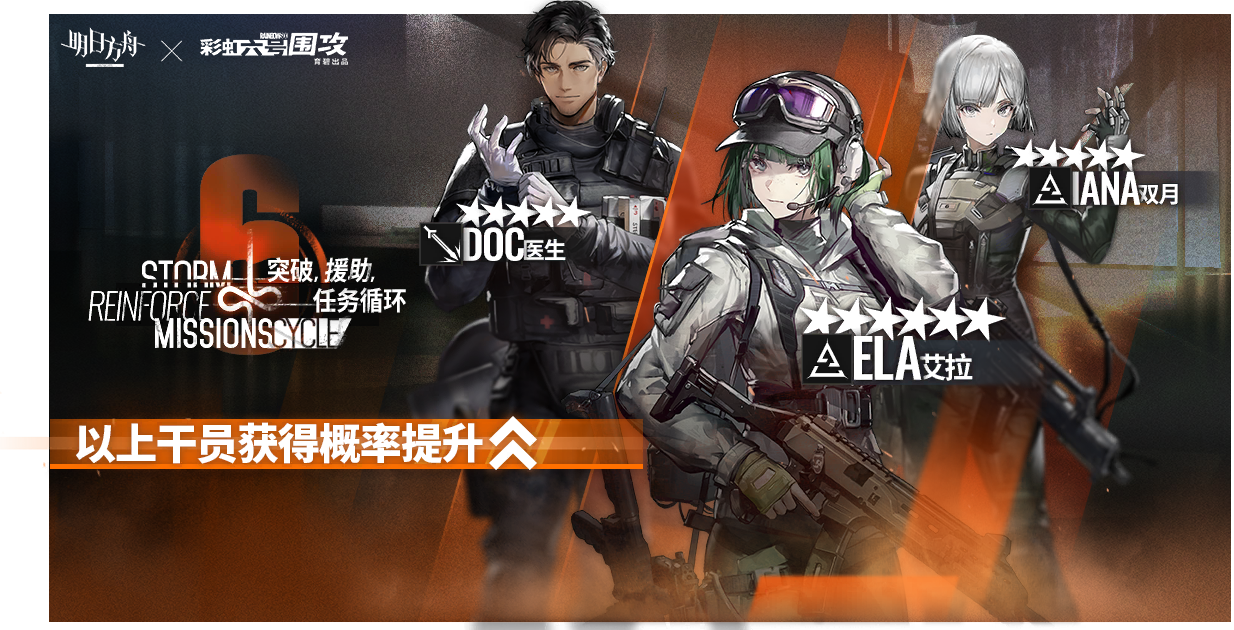 明日方舟
彩虹六号围攻
育碧出品
DOC医生
IANA双月
6
STORM
REINFORCE
MISSIONSCYCLE
突破,援助,
任务循环
ELA艾拉
以上干员获得概率提升